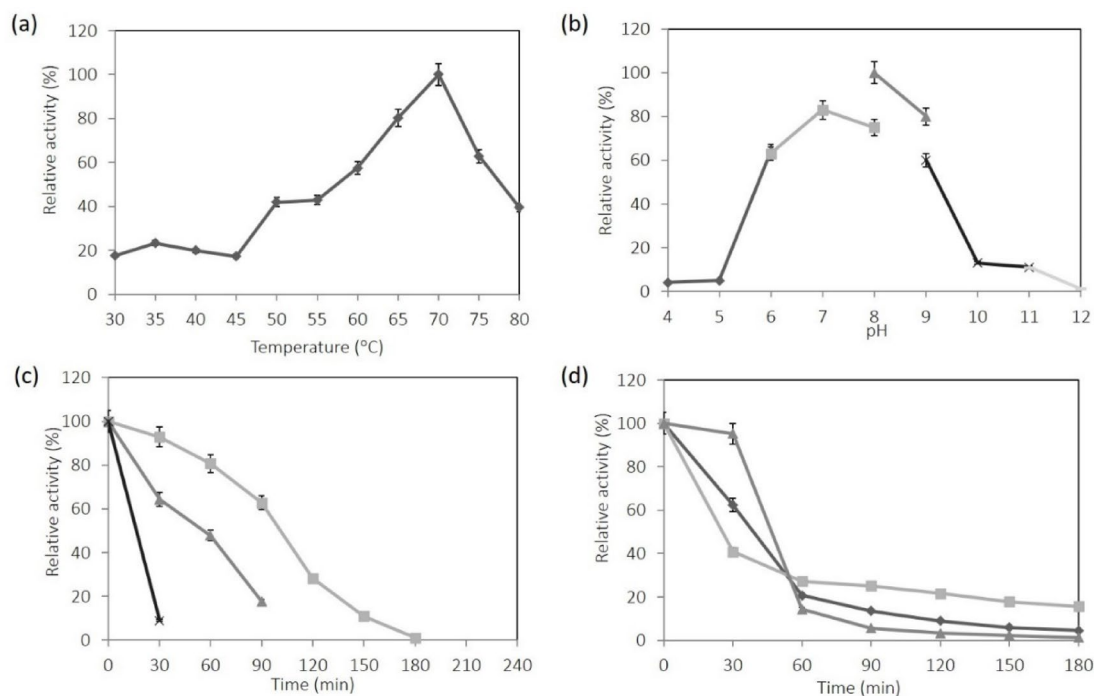 (a)
Relative activity (%)
120
100
80
60
40
20
0
30 35 40 45 50 55 60 65 70 75 80
Temperature (°C)
(b)
Relative activity (%)
120
100
80
60
40
20
0
4 5 6 7 8 9 10 11 12
pH
(c)
Relative activity (%)
120
100
80
60
40
20
0
0 30 60 90 120 150 180 210 240
Time (min)
(d)
Relative activity (%)
120
100
80
60
40
20
0
0 30 60 90 120 150 180
Time (min)